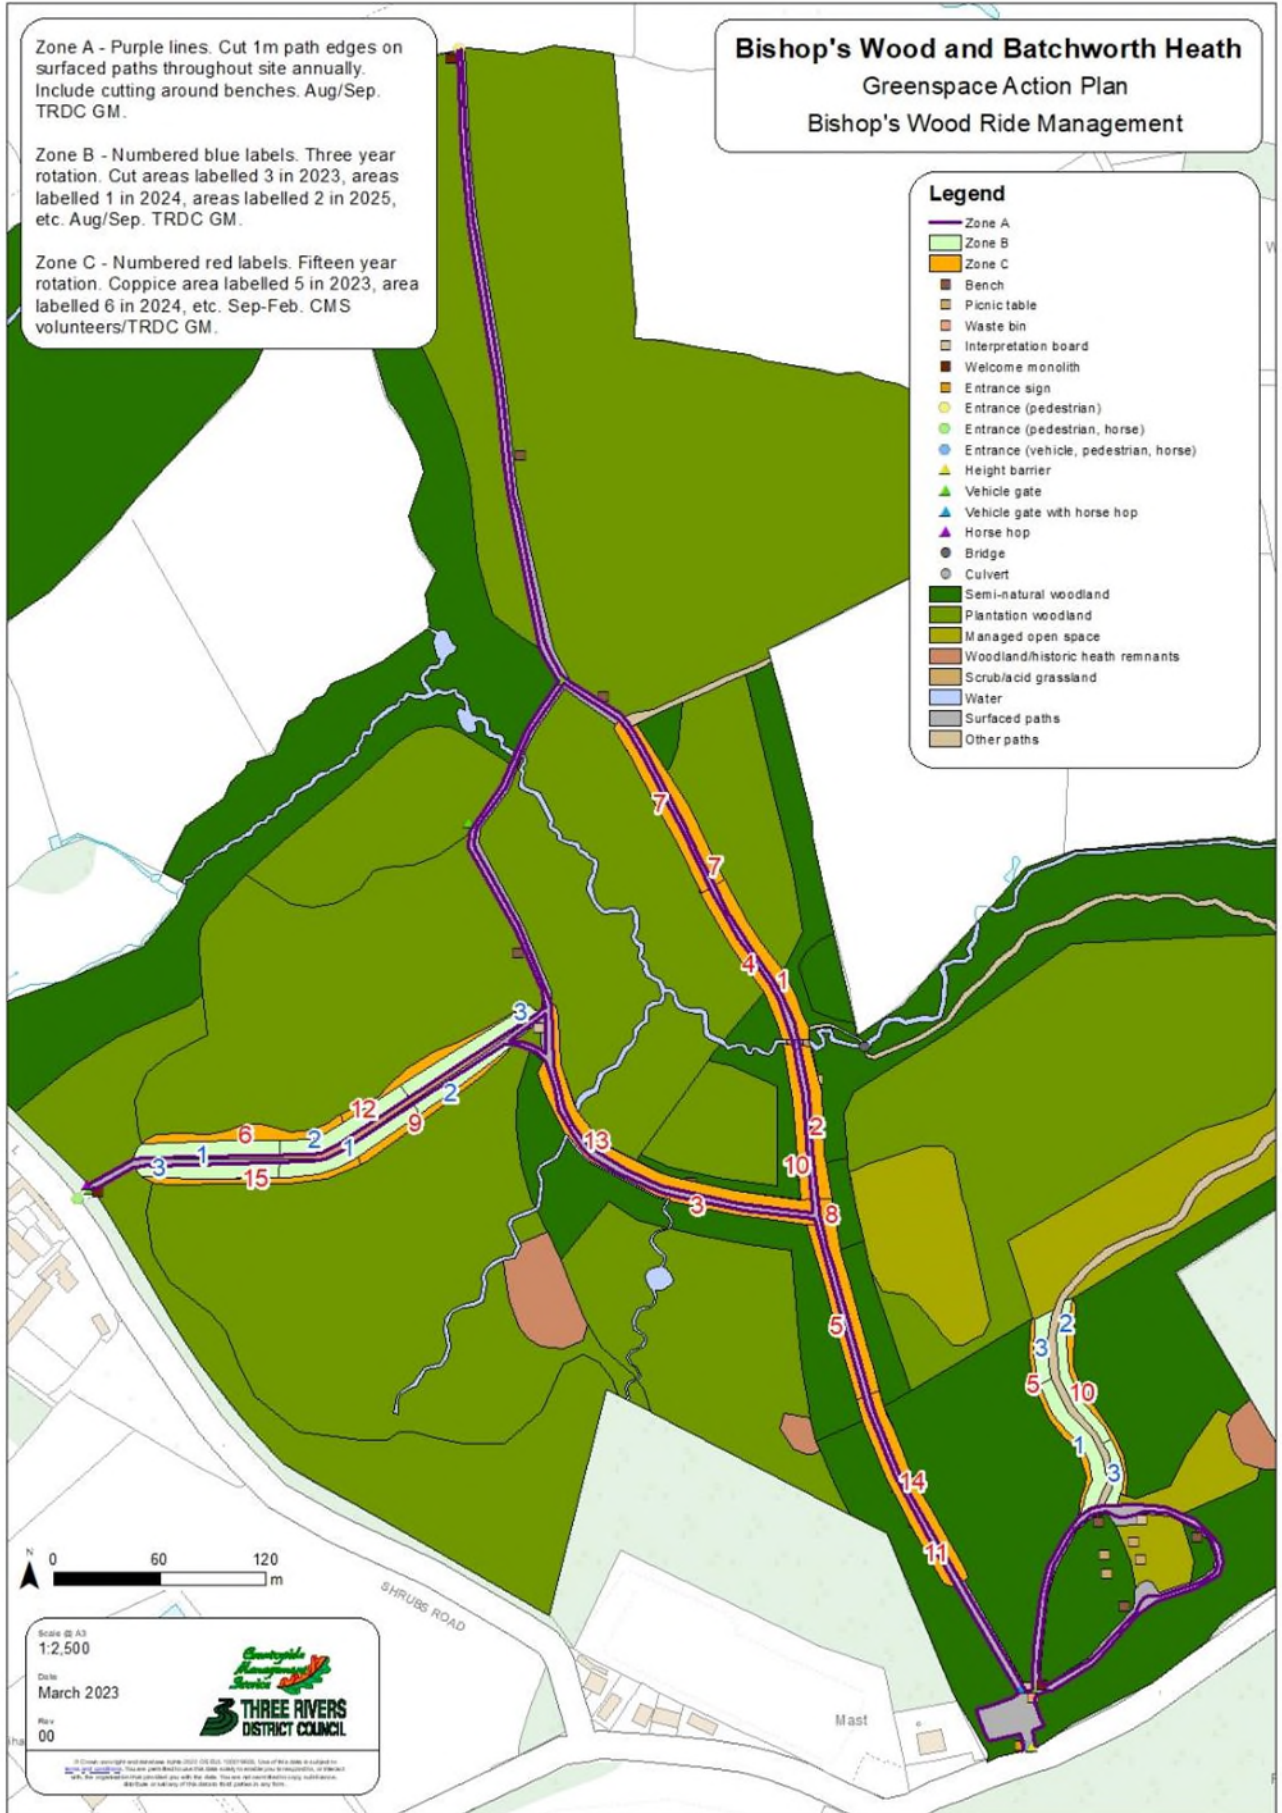 Zone A - Purple lines. Cut 1m path edges on
surfaced paths throughout site annually.
Include cutting around benches. Aug/Sep.
TRDC GM.
Zone B - Numbered blue labels. Three year
rotation. Cut areas labelled 3 in 2023, areas
labelled 1 in 2024, areas labelled 2 in 2025,
etc. Aug/Sep. TRDC GM.
Zone C - Numbered red labels. Fifteen year
rotation. Coppice area labelled 5 in 2023, area
labelled 6 in 2024, etc. Sep-Feb. CMS
volunteers/TRDC GM.
Bishop's Wood and Batchworth Heath
Greenspace Action Plan
Bishop's Wood Ride Management
Legend
Zone A
Zone B
Zone C
Bench
Picnic table
Waste bin
Interpretation board
Welcome monolith
Entrance sign
Entrance (pedestrian)
Entrance (pedestrian, horse)
Entrance (vehicle, pedestrian, horse)
Height barrier
Vehicle gate
Vehicle gate with horse hop
Horse hop
Bridge
Culvert
Semi-natural woodland
Plantation woodland
Managed open space
Woodland/historic heath remnants
Scrub/acid grassland
Water
Surfaced paths
Other paths
7
7
4
1
3
2
12
9
6
2
1
1
3
15
13
2
10
3
8
5
2
3
5
10
1
3
14
11
N
0 60 120
m
SHRUBS ROAD
Mast
Scale @ A3
1:2,500
Date
March 2023
Rev
00
Countryside
Management
Service
THREE RIVERS
DISTRICT COUNCIL